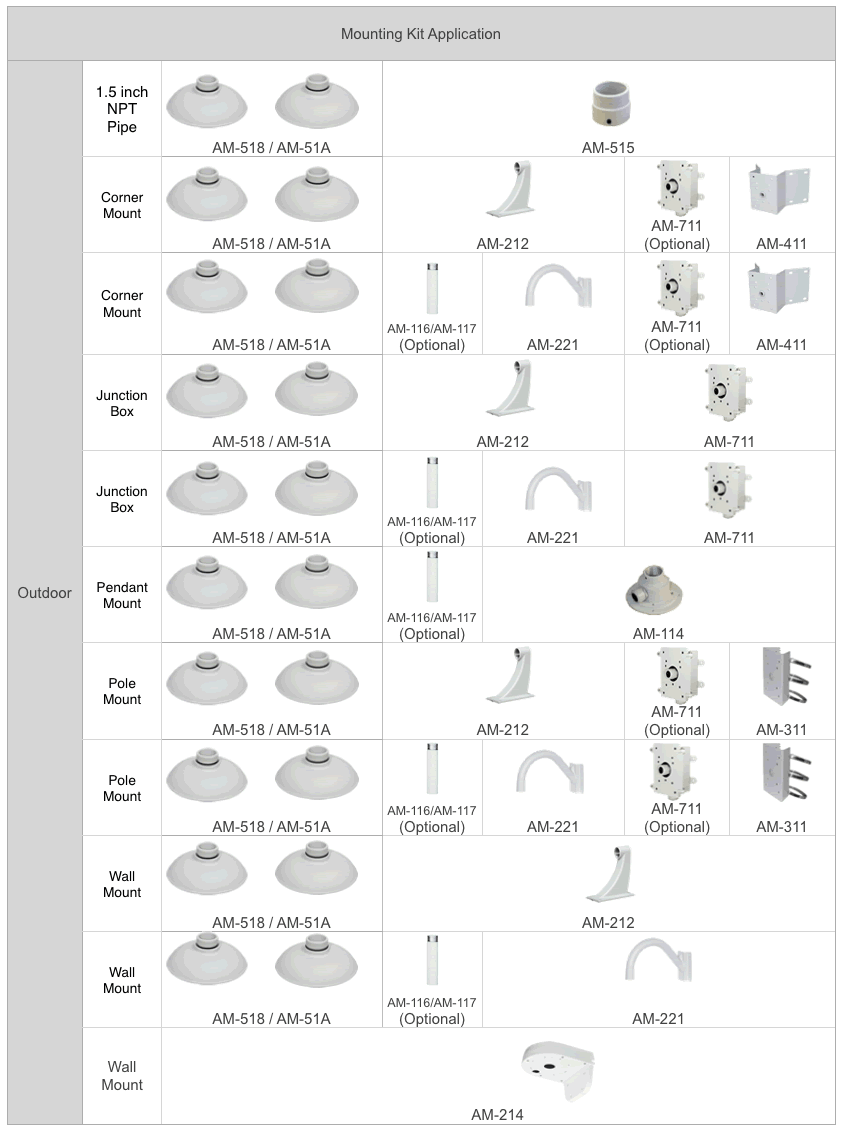 Mounting Kit Application
Outdoor
1.5 inch
NPT
Pipe
AM-518 / AM-51A
AM-515
Corner
Mount
AM-518 / AM-51A
AM-212
AM-711
(Optional)
AM-411
Corner
Mount
AM-518 / AM-51A
AM-116/AM-117
(Optional)
AM-221
AM-711
(Optional)
AM-411
Junction
Box
AM-518 / AM-51A
AM-212
AM-711
Junction
Box
AM-518 / AM-51A
AM-116/AM-117
(Optional)
AM-221
AM-711
Pendant
Mount
AM-518 / AM-51A
AM-116/AM-117
(Optional)
AM-114
Pole
Mount
AM-518 / AM-51A
AM-212
AM-711
(Optional)
AM-311
Pole
Mount
AM-518 / AM-51A
AM-116/AM-117
(Optional)
AM-221
AM-711
(Optional)
AM-311
Wall
Mount
AM-518 / AM-51A
AM-212
Wall
Mount
AM-518 / AM-51A
AM-116/AM-117
(Optional)
AM-221
Wall
Mount
AM-214